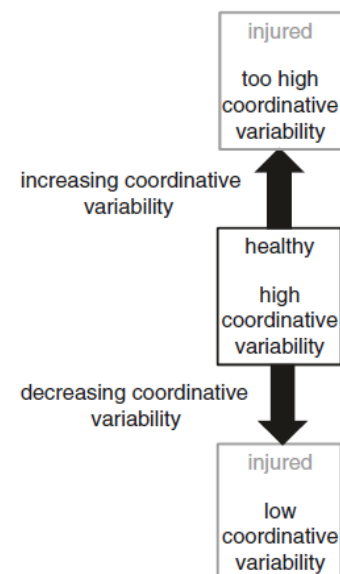 injured
too high
coordinative
variability
increasing coordinative
variability
healthy
high
coordinative
variability
decreasing coordinative
variability
injured
low
coordinative
variability